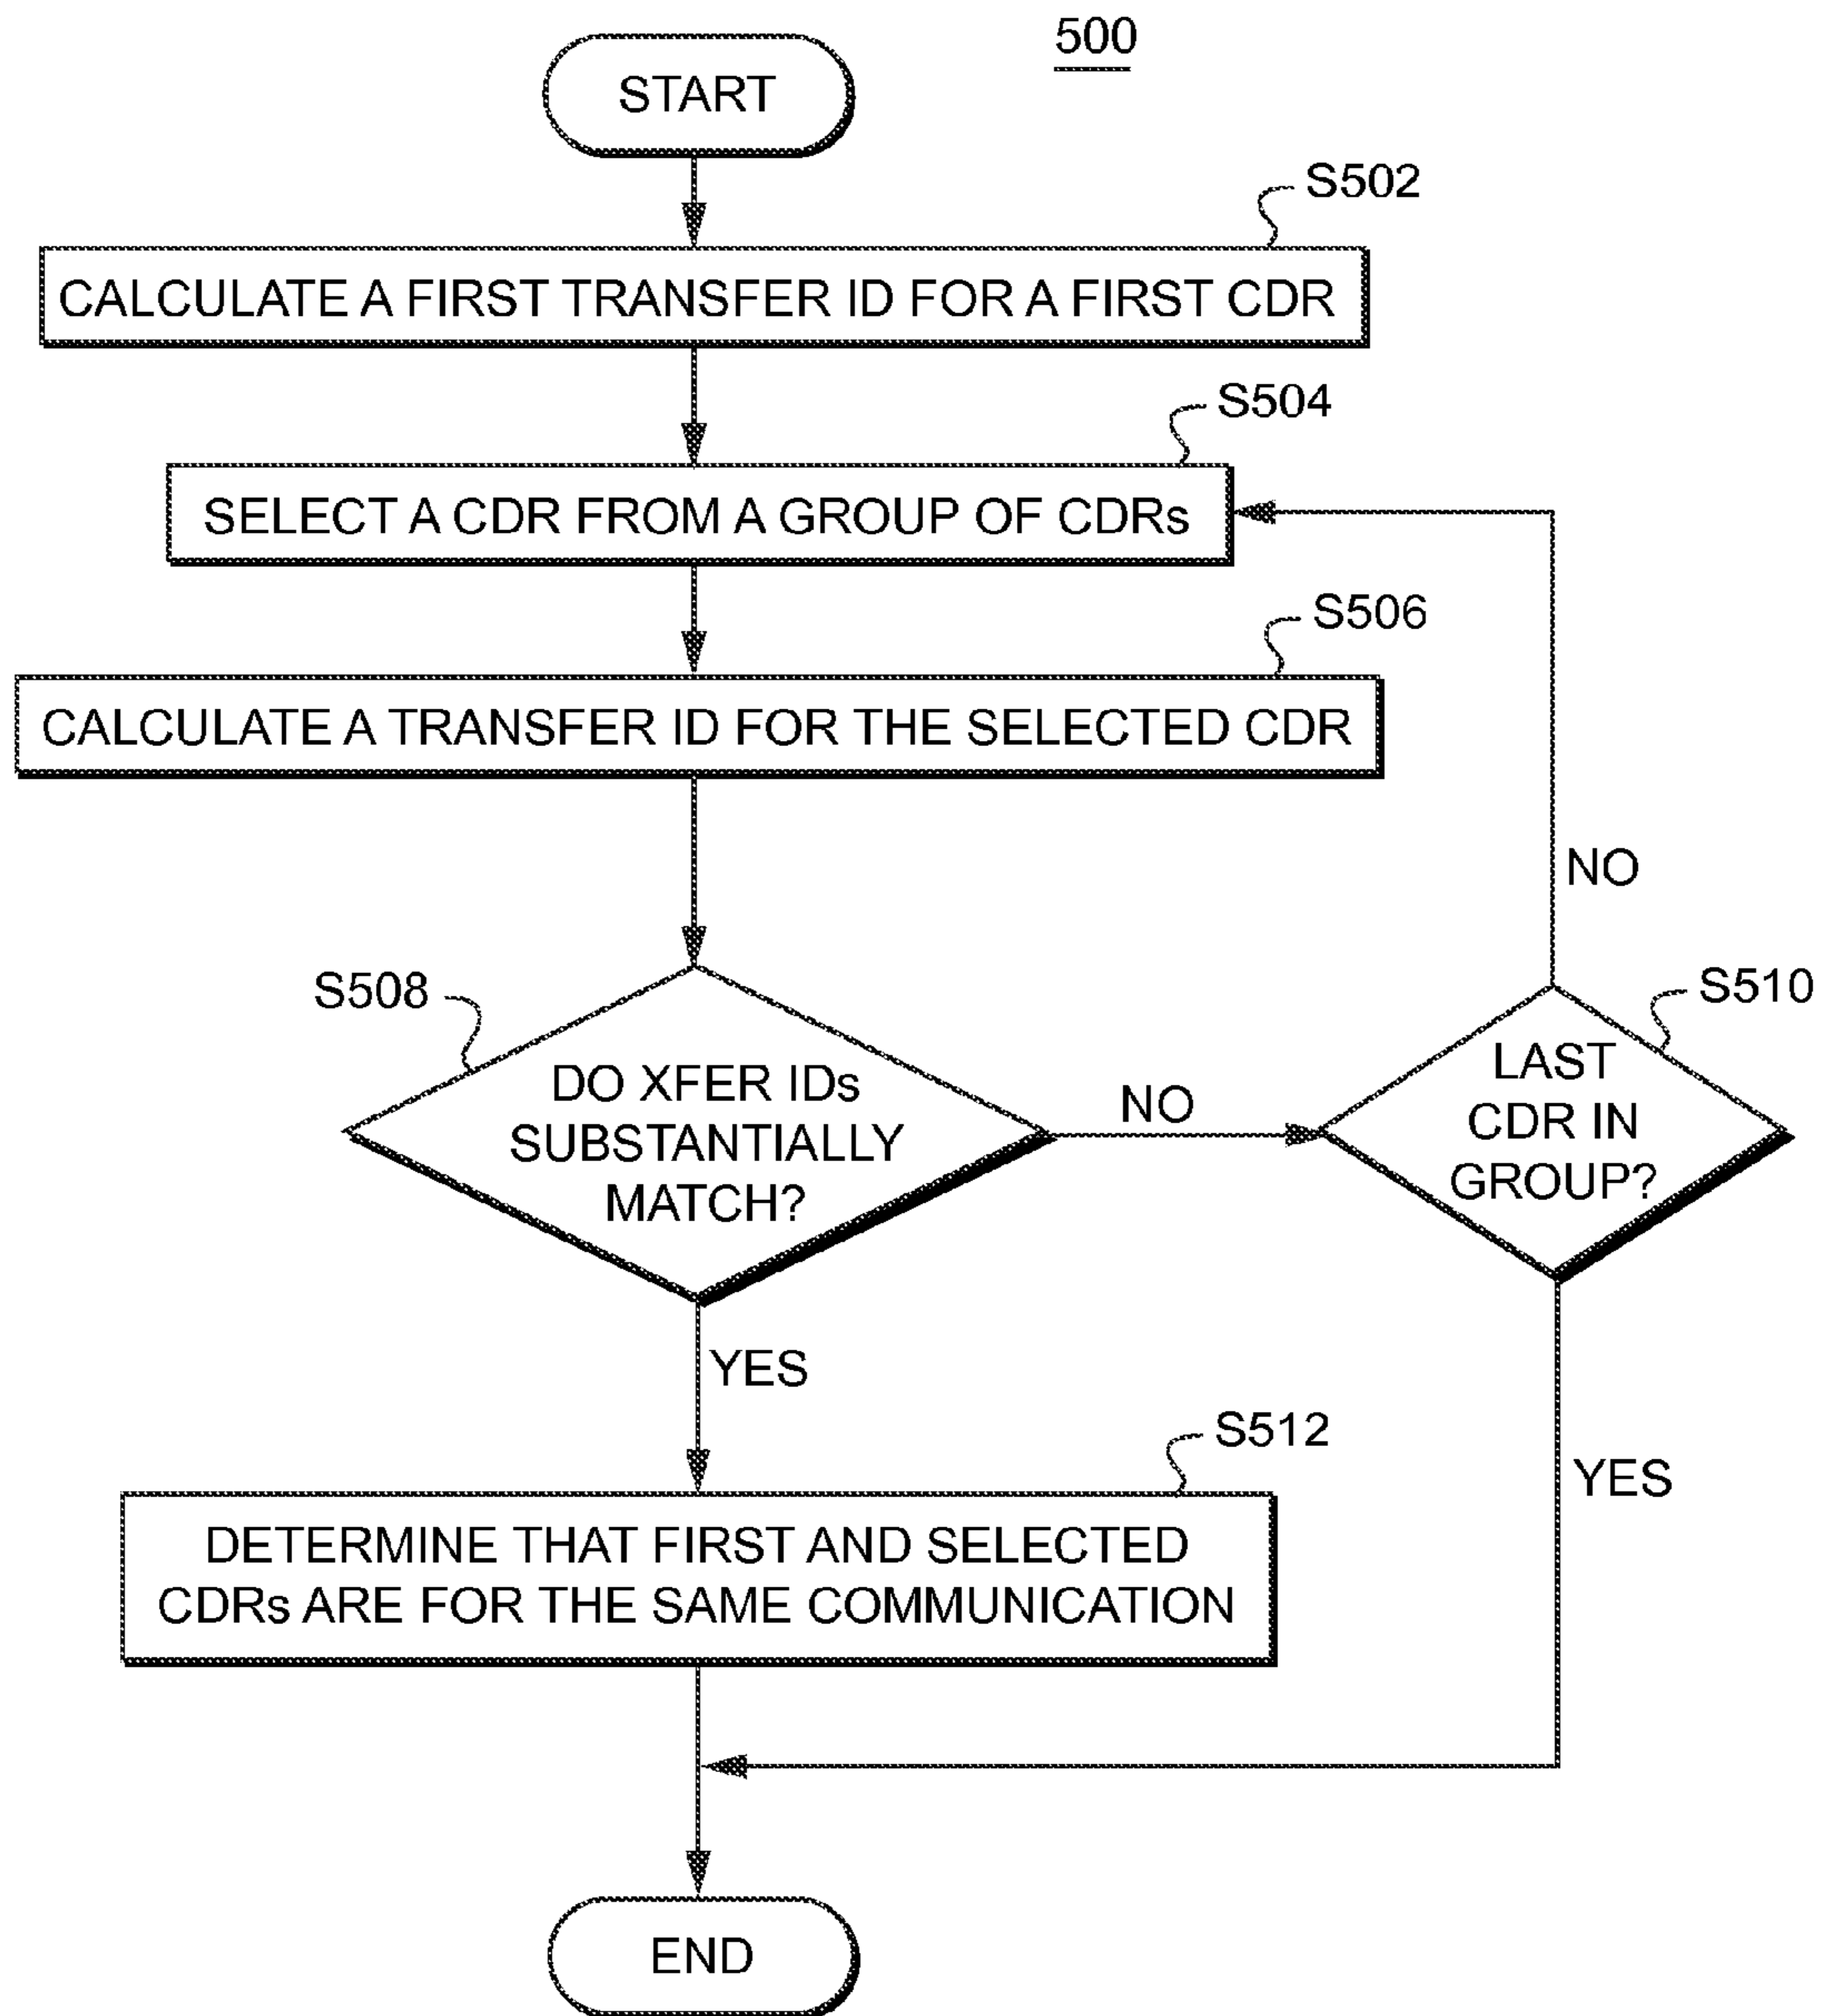 500
START
S502
CALCULATE A FIRST TRANSFER ID FOR A FIRST CDR
S504
SELECT A CDR FROM A GROUP OF CDRs
S506
CALCULATE A TRANSFER ID FOR THE SELECTED CDR
NO
S508
S510
DO XFER IDs
SUBSTANTIALLY
MATCH?
NO
LAST
CDR IN
GROUP?
YES
YES
S512
DETERMINE THAT FIRST AND SELECTED
CDRs ARE FOR THE SAME COMMUNICATION
END